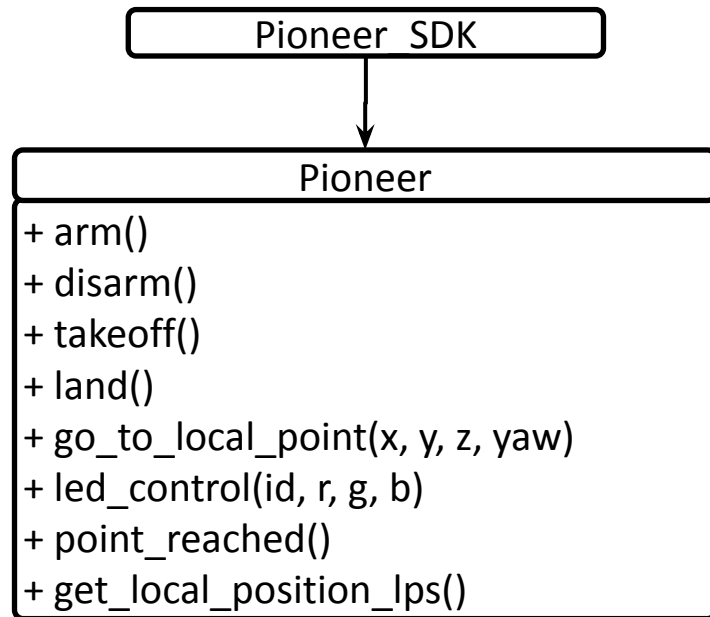 Pioneer_SDK
Pioneer
+ arm()
+ disarm()
+ takeoff()
+ land()
+ go_to_local_point(x, y, z, yaw)
+ led_control(id, r, g, b)
+ point_reached()
+ get_local_position_lps()